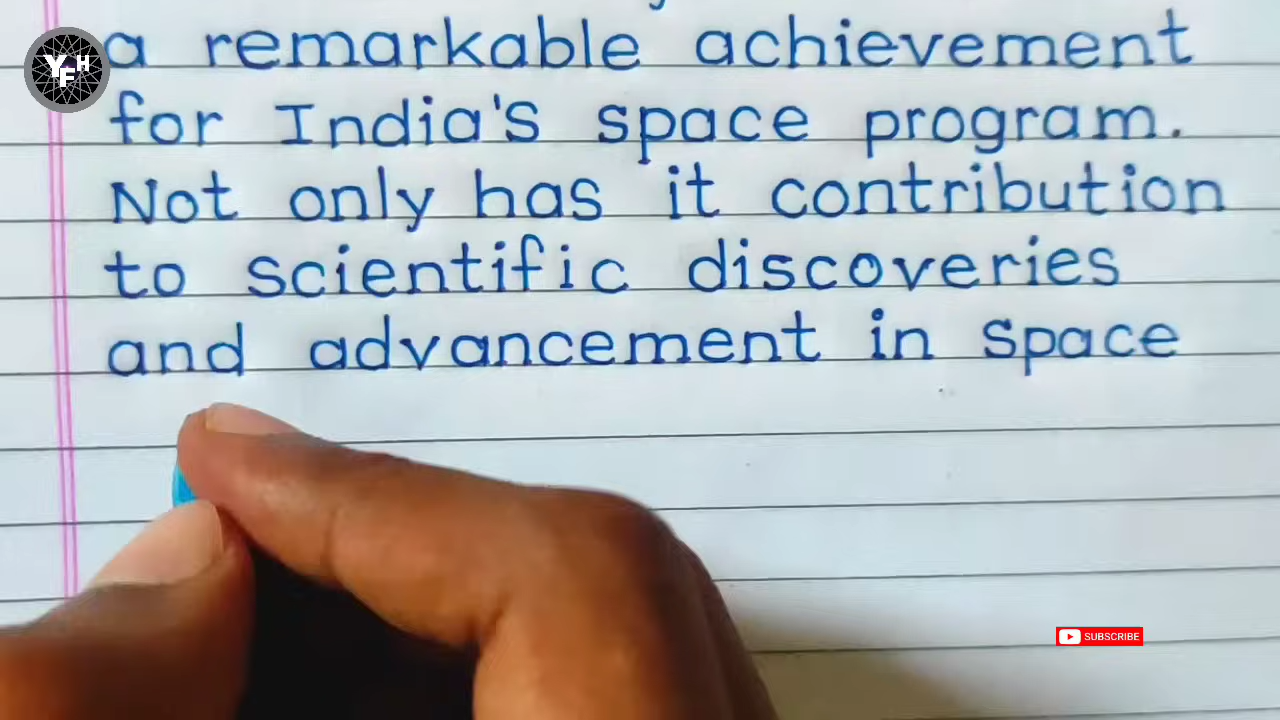 YFH
a remarkable achievement
for India's space program.
Not only has it contribution
to scientific discoveries
and advancement in space
SUBSCRIBE